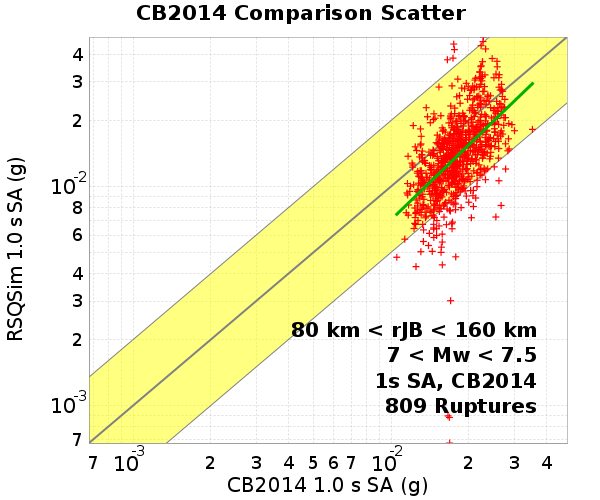 CB2014 Comparison Scatter
RSQSim 1.0 s SA (g)
4
3
2
10-2
8
6
4
3
2
10-3
7
80 km < rJB < 160 km
7 < Mw < 7.5
1s SA, CB2014
809 Ruptures
7 10-3 2 3 4 5 6 7 10-2 2 3 4
CB2014 1.0 s SA (g)